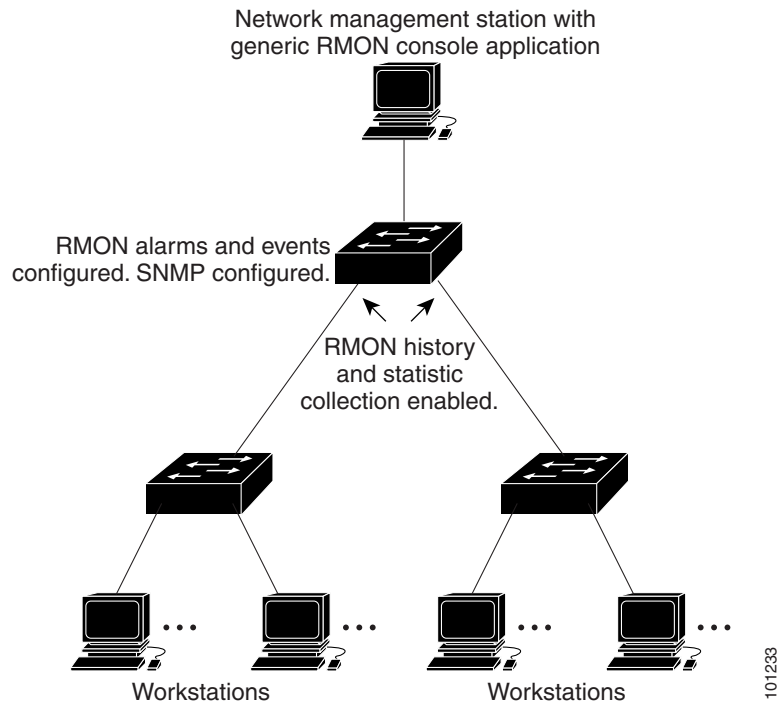 Network management station with
generic RMON console application
RMON alarms and events
configured. SNMP configured.
RMON history
and statistic
collection enabled.
Workstations
Workstations
101233